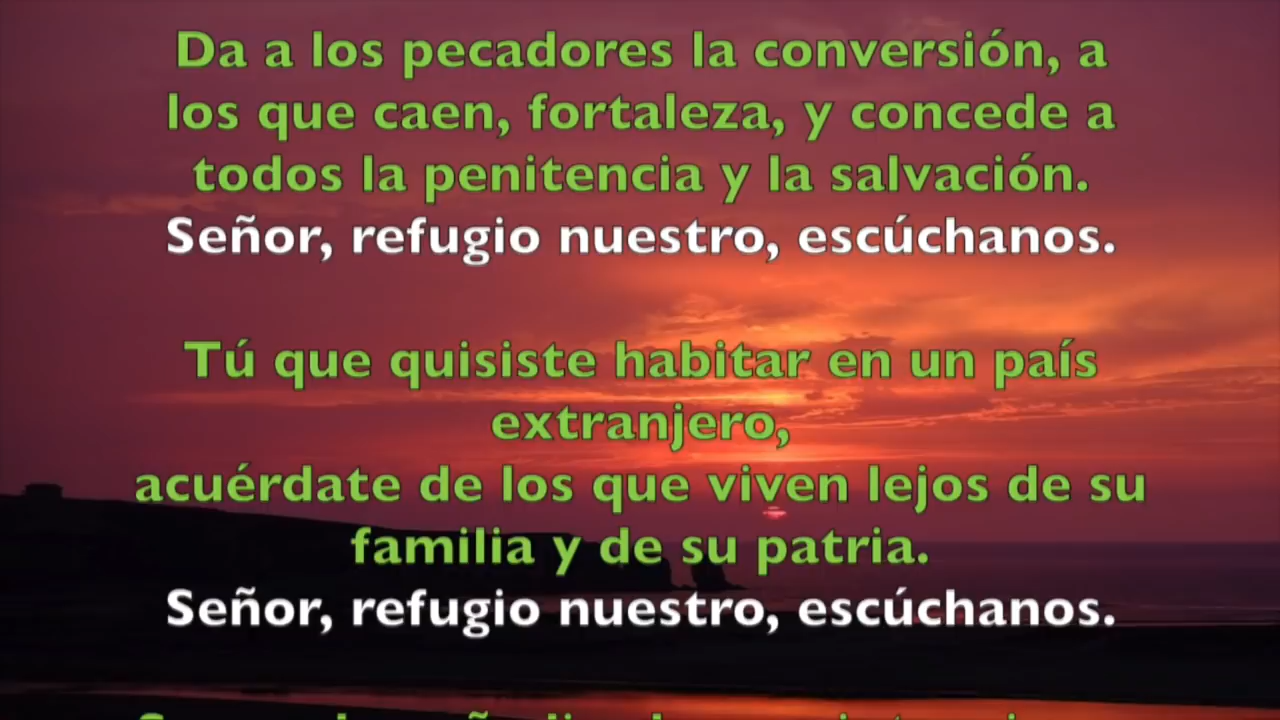 Da a los pecadores la conversión, a
los que caen, fortaleza, y concede a
todos la penitencia y la salvación.
Señor, refugio nuestro, escúchanos.
Tú que quisiste habitar en un país
extranjero,
acuérdate de los que viven lejos de su
familia y de su patria.
Señor, refugio nuestro, escúchanos.